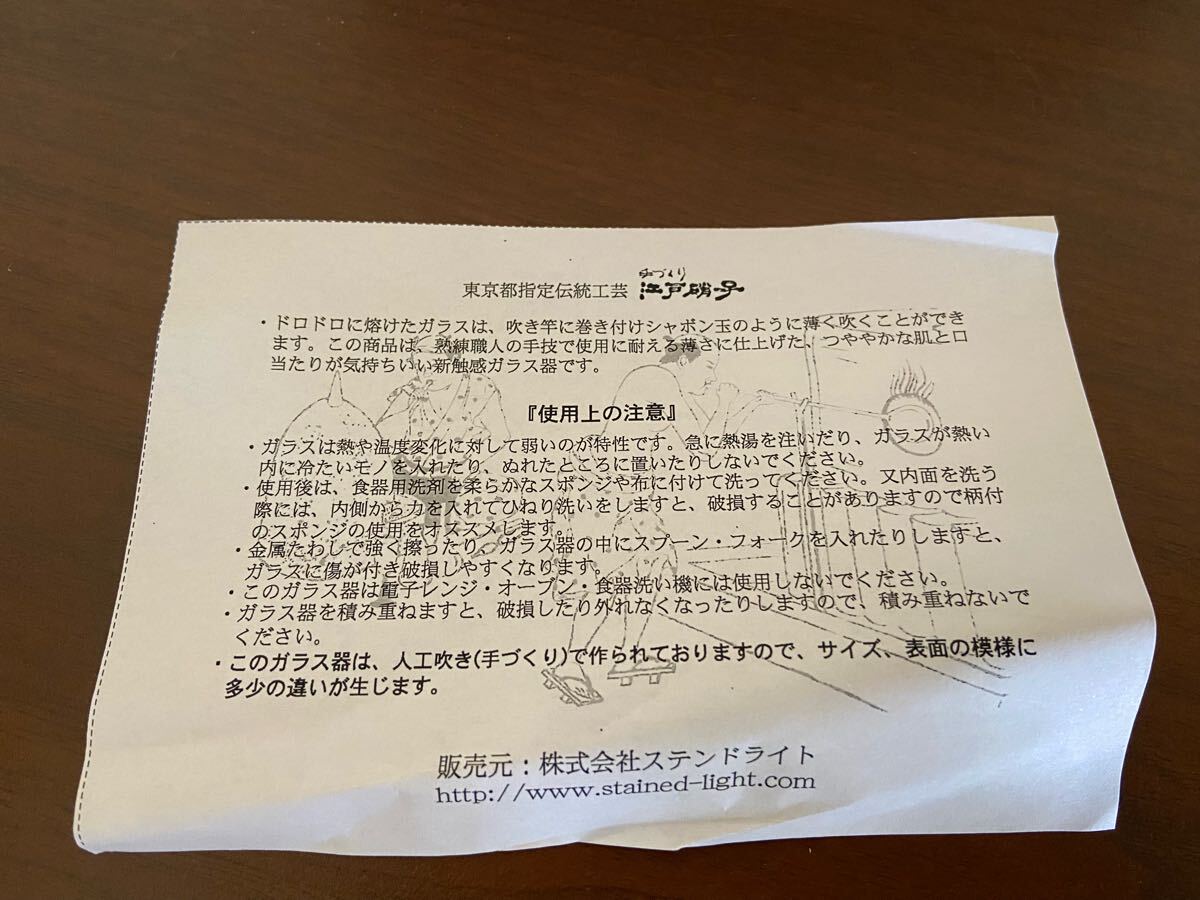 手づくり
東京都指定伝統工芸 江戸硝子
・ドロドロに熔けたガラスは、吹き竿に巻き付けシャボン玉のように薄く吹くことができ
ます。この商品は、熟練職人の手技で使用に耐える薄さに仕上げた、つややかな肌と口
当たりが気持ちいい新触感ガラス器です。
『使用上の注意』
・ガラスは熱や温度変化に対して弱いのが特性です。急に熱湯を注いだり、ガラスが熱い
内に冷たいモノを入れたり、ぬれたところに置いたりしないでください。
・使用後は、食器用洗剤を柔らかなスポンジや布に付けて洗ってください。又内面を洗う
際には、内側から力を入れてひねり洗いをしますと、破損することがありますので柄付
のスポンジの使用をオススメします。
・金属たわしで強く擦ったり、ガラス器の中にスプーン・フォークを入れたりしますと、
ガラスに傷が付き破損しやすくなります。
・このガラス器は電子レンジ・オーブン・食器洗い機には使用しないでください。
・ガラス器を積み重ねますと、破損したり外れなくなったりしますので、積み重ねないで
ください。
・このガラス器は、人工吹き(手づくり)で作られておりますので、サイズ、表面の模様に
多少の違いが生じます。
販売元：株式会社ステンドライト
http://www.stained-light.com